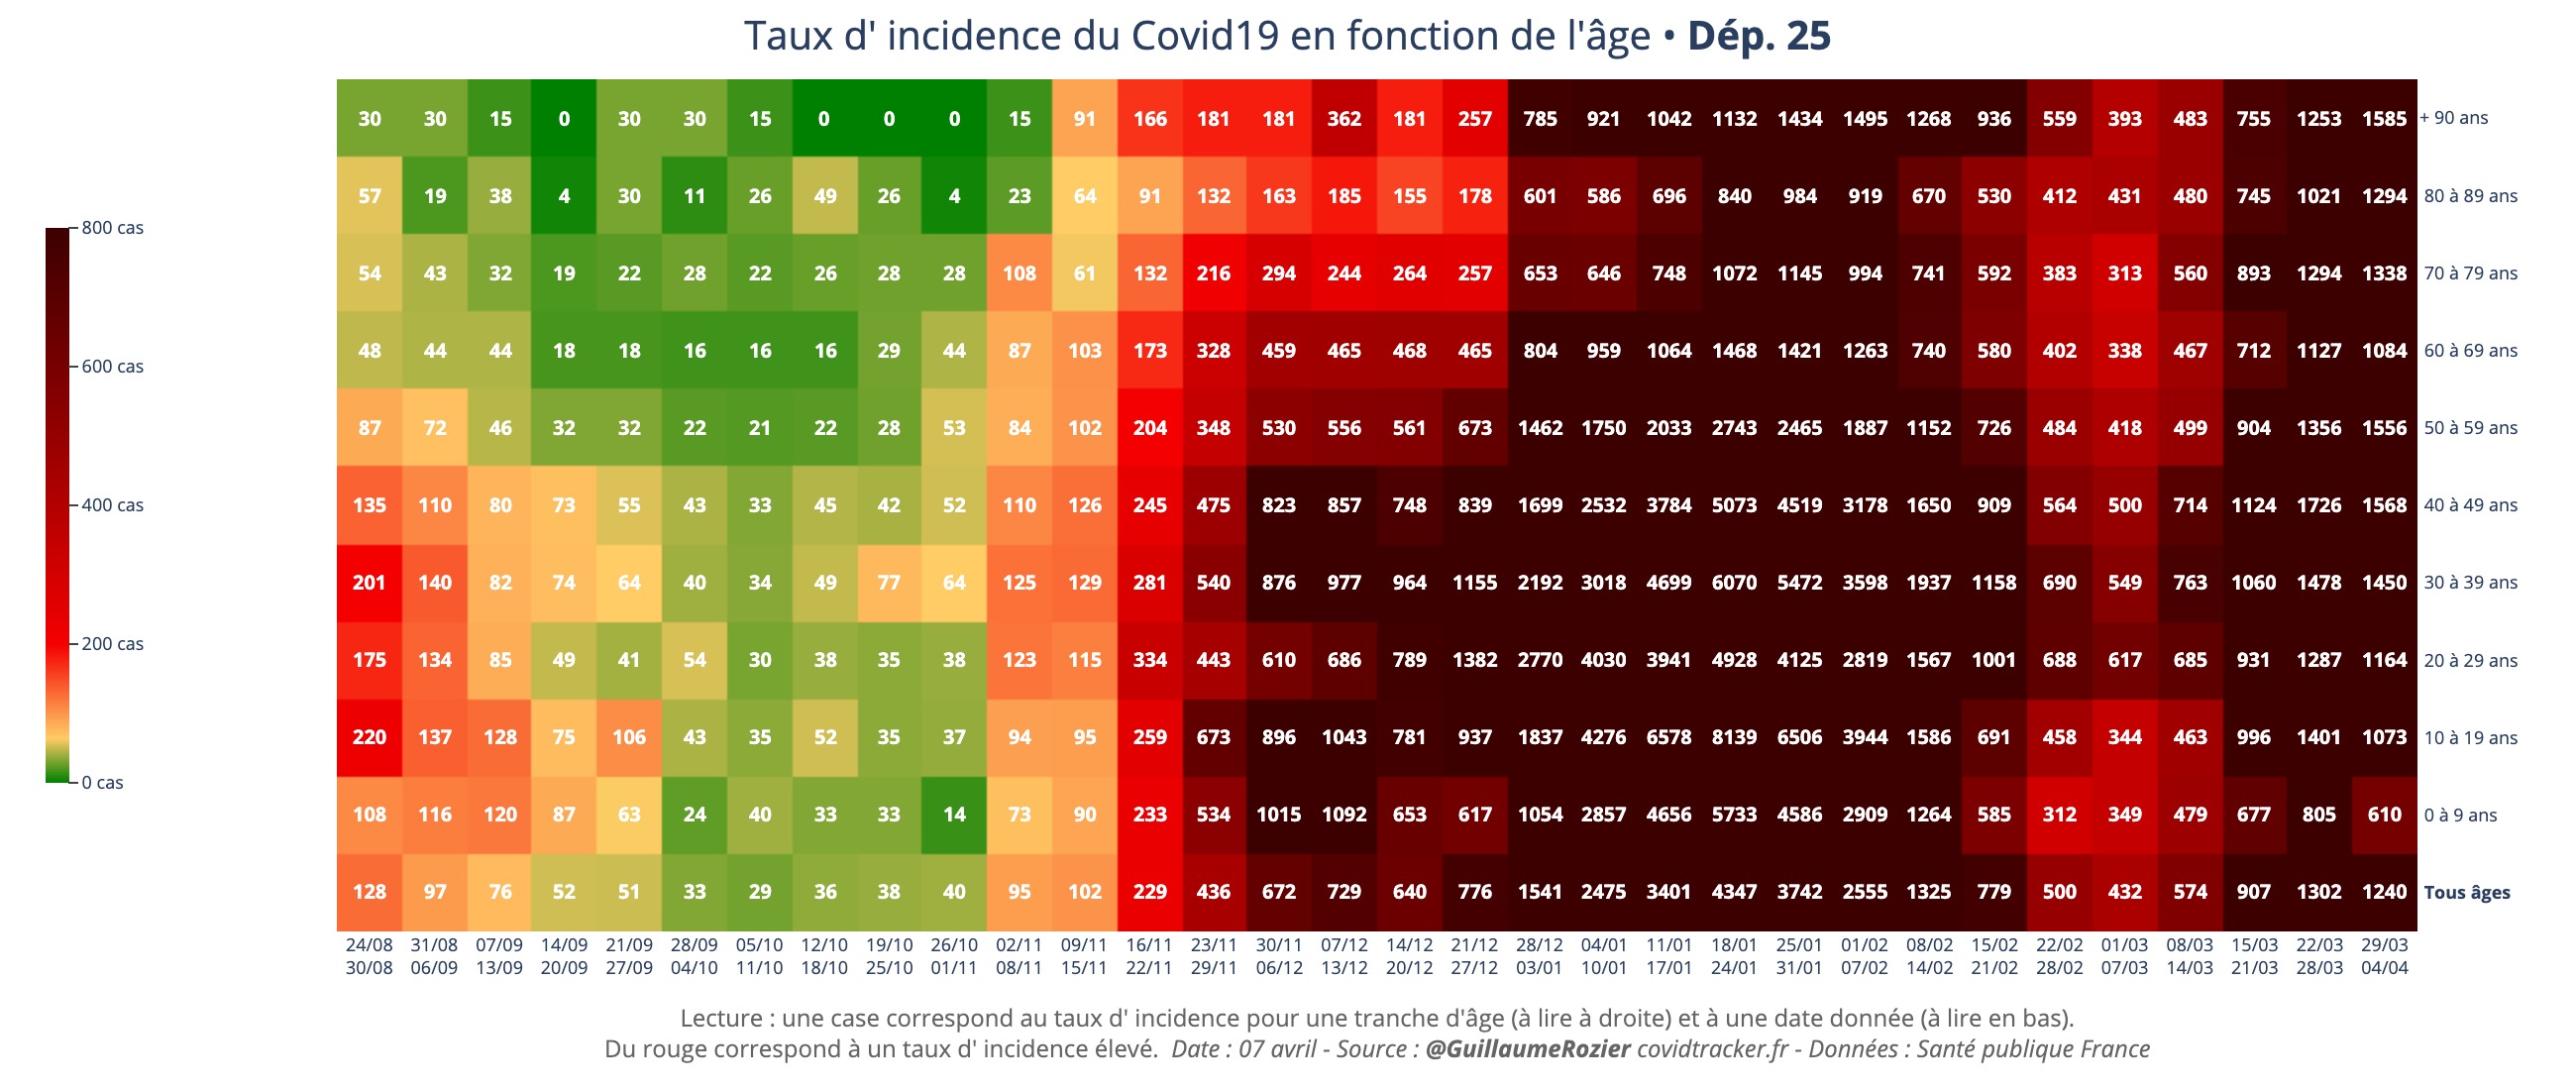 Taux d' incidence du Covid19 en fonction de l'âge • Dép. 25
30 30 15 0 30 30 15 0 0 0 15 91 166 181 181 362 181 257 785 921 1042 1132 1434 1495 1268 936 559 393 483 755 1253 1585 + 90 ans
57 19 38 4 30 11 26 49 26 4 23 64 91 132 163 185 155 178 601 586 696 840 984 919 670 530 412 431 480 745 1021 1294 80 à 89 ans
800 cas
54 43 32 19 22 28 22 26 28 28 108 61 132 216 294 244 264 257 653 646 748 1072 1145 994 741 592 383 313 560 893 1294 1338 70 à 79 ans
48 44 44 18 18 16 16 16 29 44 87 103 173 328 459 465 468 465 804 959 1064 1468 1421 1263 740 580 402 338 467 712 1127 1084 60 à 69 ans
600 cas
87 72 46 32 32 22 21 22 28 53 84 102 204 348 530 556 561 673 1462 1750 2033 2743 2465 1887 1152 726 484 418 499 904 1356 1556 50 à 59 ans
400 cas
135 110 80 73 55 43 33 45 42 52 110 126 245 475 823 857 748 839 1699 2532 3784 5073 4519 3178 1650 909 564 500 714 1124 1726 1568 40 à 49 ans
201 140 82 74 64 40 34 49 77 64 125 129 281 540 876 977 964 1155 2192 3018 4699 6070 5472 3598 1937 1158 690 549 763 1060 1478 1450 30 à 39 ans
200 cas
175 134 85 49 41 54 30 38 35 38 123 115 334 443 610 686 789 1382 2770 4030 3941 4928 4125 2819 1567 1001 688 617 685 931 1287 1164 20 à 29 ans
220 137 128 75 106 43 35 52 35 37 94 95 259 673 896 1043 781 937 1837 4276 6578 8139 6506 3944 1586 691 458 344 463 996 1401 1073 10 à 19 ans
0 cas
108 116 120 87 63 24 40 33 33 14 73 90 233 534 1015 1092 653 617 1054 2857 4656 5733 4586 2909 1264 585 312 349 479 677 805 610 0 à 9 ans
128 97 76 52 51 33 29 36 38 40 95 102 229 436 672 729 640 776 1541 2475 3401 4347 3742 2555 1325 779 500 432 574 907 1302 1240 Tous âges
24/08 31/08 07/09 14/09 21/09 28/09 05/10 12/10 19/10 26/10 02/11 09/11 16/11 23/11 30/11 07/12 14/12 21/12 28/12 04/01 11/01 18/01 25/01 01/02 08/02 15/02 22/02 01/03 08/03 15/03 22/03 29/03
30/08 06/09 13/09 20/09 27/09 04/10 11/10 18/10 25/10 01/11 08/11 15/11 22/11 29/11 06/12 13/12 20/12 27/12 03/01 10/01 17/01 24/01 31/01 07/02 14/02 21/02 28/02 07/03 14/03 21/03 28/03 04/04
Lecture : une case correspond au taux d' incidence pour une tranche d'âge (à lire à droite) et à une date donnée (à lire en bas).
Du rouge correspond à un taux d' incidence élevé. Date : 07 avril - Source : @GuillaumeRozier covidtracker.fr - Données : Santé publique France